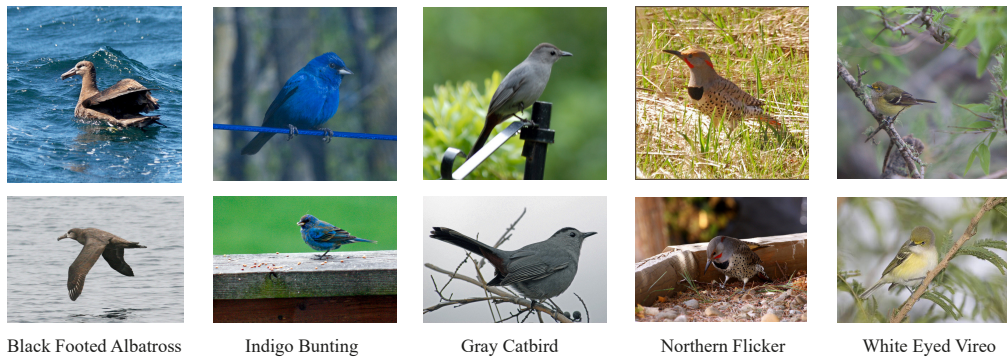 Black Footed Albatross
Indigo Bunting
Gray Catbird
Northern Flicker
White Eyed Vireo